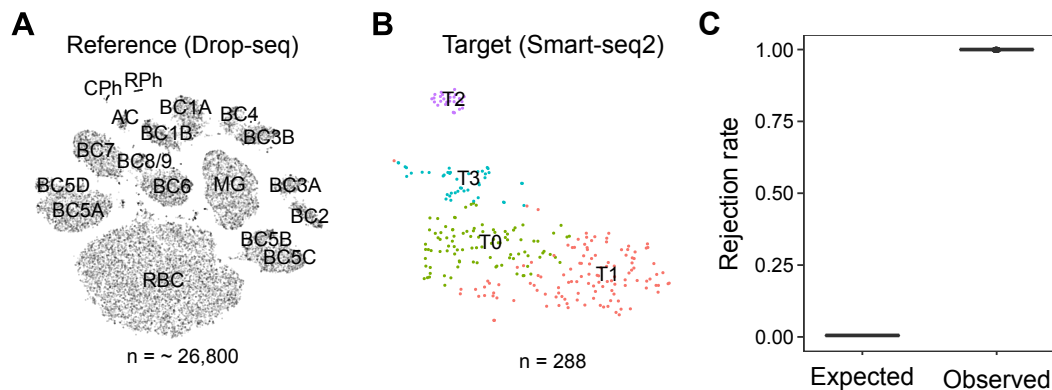 A
Reference (Drop-seq)
CPh
RPh
AC
BC1A
BC4
BC1B
BC3B
BC7
BC8/9
BC5D
BC6
MG
BC3A
BC5A
BC2
BC5B
BC5C
RBC
n = ~ 26,800
B
Target (Smart-seq2)
T2
T3
T0
T1
n = 288
C
Rejection rate
1.00
0.75
0.50
0.25
0.00
Expected
Observed